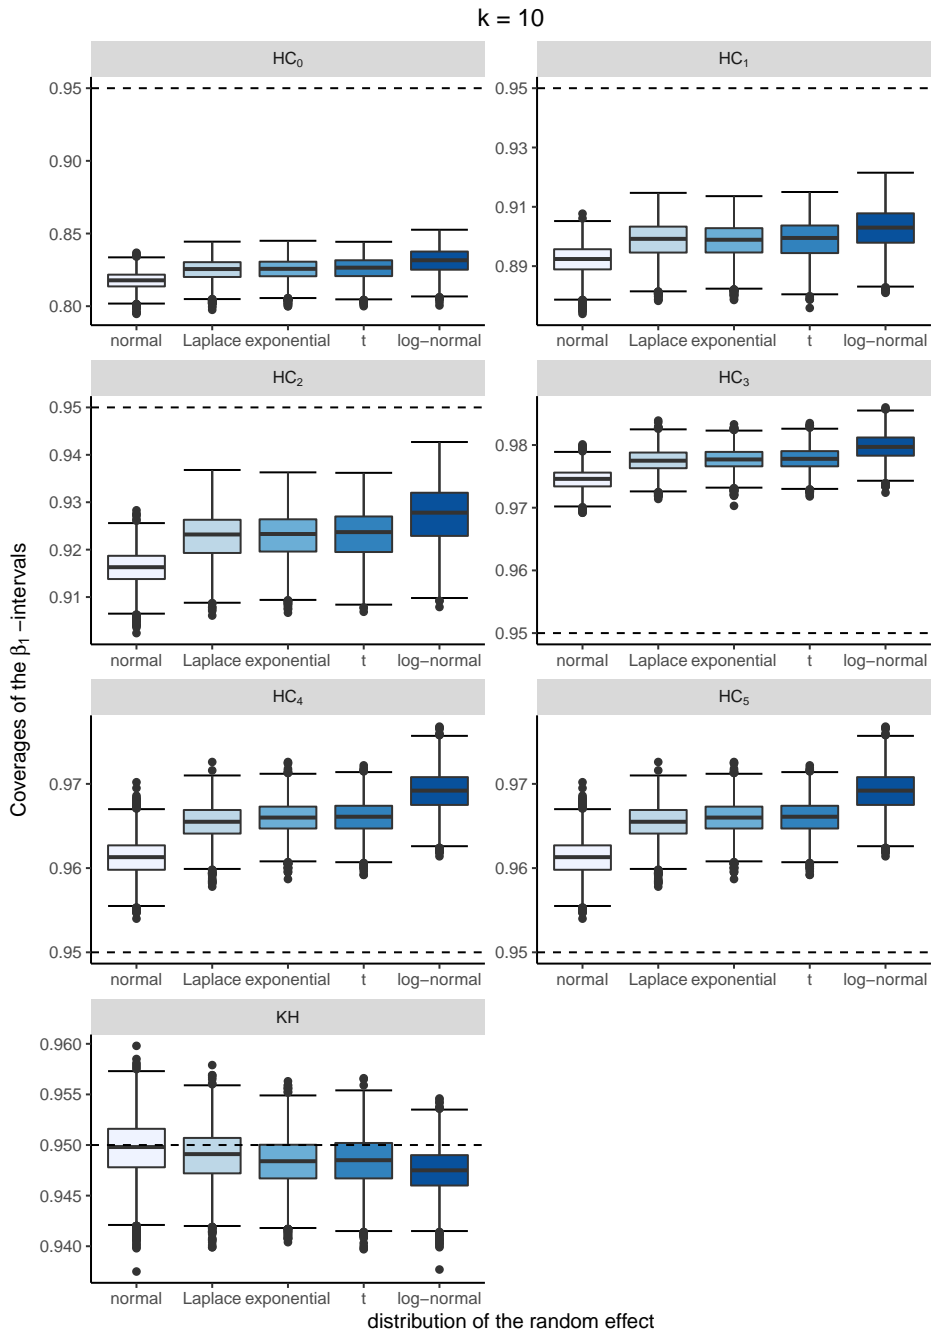 k = 10
HC₀
HC₁
0.95
0.90
0.85
0.80
0.95
0.93
0.91
0.89
normal Laplace exponential t log−normal
normal Laplace exponential t log−normal
HC₂
HC₃
0.95
0.94
0.93
0.92
0.91
0.98
0.97
0.96
0.95
normal Laplace exponential t log−normal
normal Laplace exponential t log−normal
Coverages of the β₁ −intervals
HC₄
HC₅
0.97
0.96
0.95
0.97
0.96
0.95
normal Laplace exponential t log−normal
normal Laplace exponential t log−normal
KH
0.960
0.955
0.950
0.945
0.940
normal Laplace exponential t log−normal
distribution of the random effect